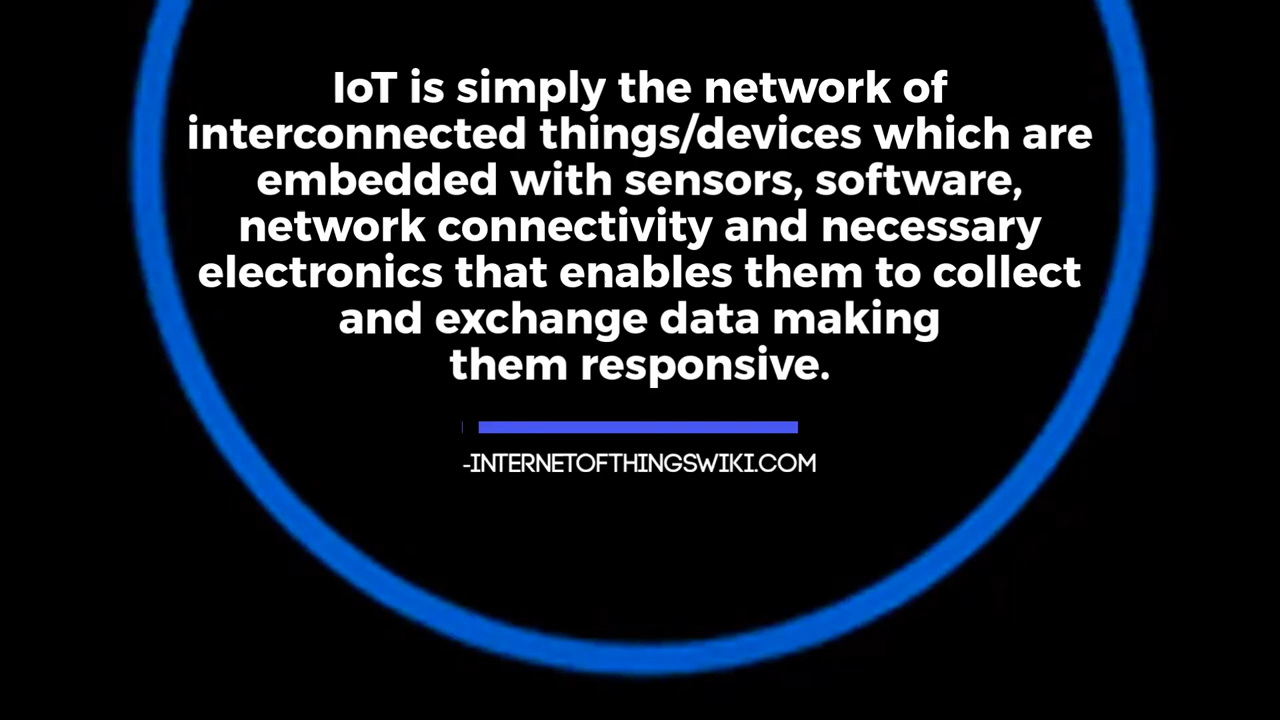 IoT is simply the network of
interconnected things/devices which are
embedded with sensors, software,
network connectivity and necessary
electronics that enables them to collect
and exchange data making
them responsive.
-INTERNETOFTHINGSWIKI.COM